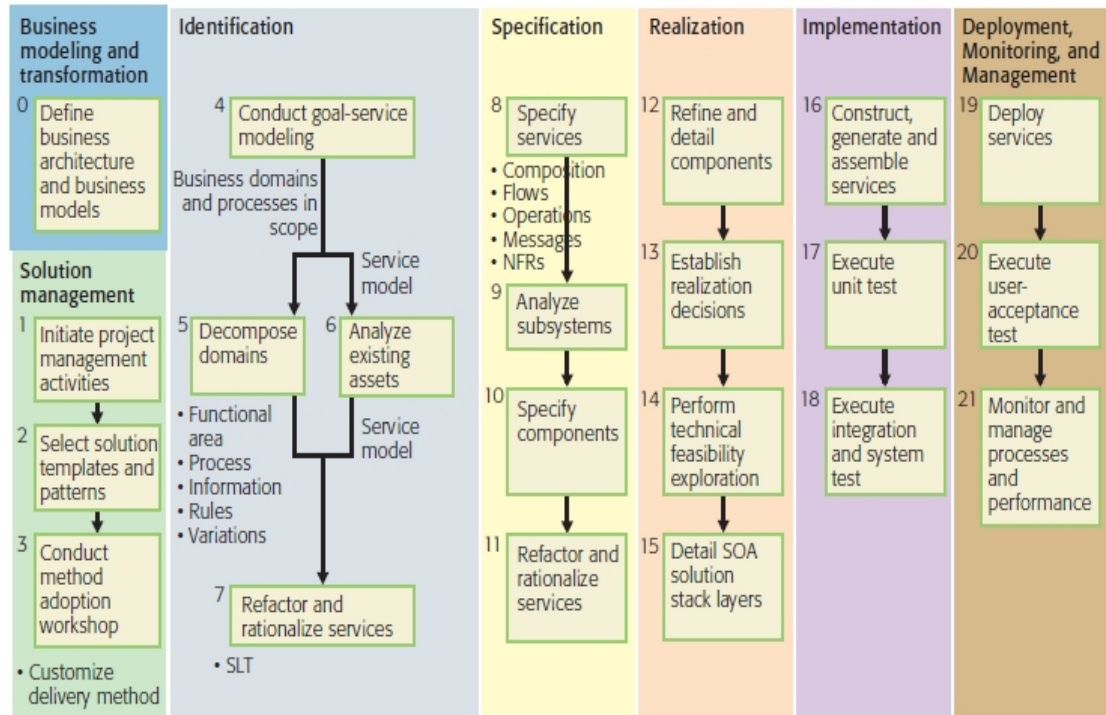 Business
modeling and
transformation
0
Define
business
architecture
and business
models
Solution
management
1
Initiate project
management
activities
2
Select solution
templates and
patterns
3
Conduct
method
adoption
workshop
• Customize
delivery method
Identification
4
Conduct goal-service
modeling
Business domains
and processes in
scope
Service
model
5
Decompose
domains
6
Analyze
existing
assets
• Functional
area
• Process
• Information
• Rules
• Variations
Service
model
7
Refactor and
rationalize services
• SLT
Specification
8
Specify
services
• Composition
• Flows
• Operations
• Messages
• NFRs
9
Analyze
subsystems
10
Specify
components
11
Refactor and
rationalize
services
Realization
12
Refine and
detail
components
13
Establish
realization
decisions
14
Perform
technical
feasibility
exploration
15
Detail SOA
solution
stack layers
Implementation
16
Construct,
generate and
assemble
services
17
Execute
unit test
18
Execute
integration
and system
test
Deployment,
Monitoring, and
Management
19
Deploy
services
20
Execute
user-
acceptance
test
21
Monitor and
manage
processes
and
performance